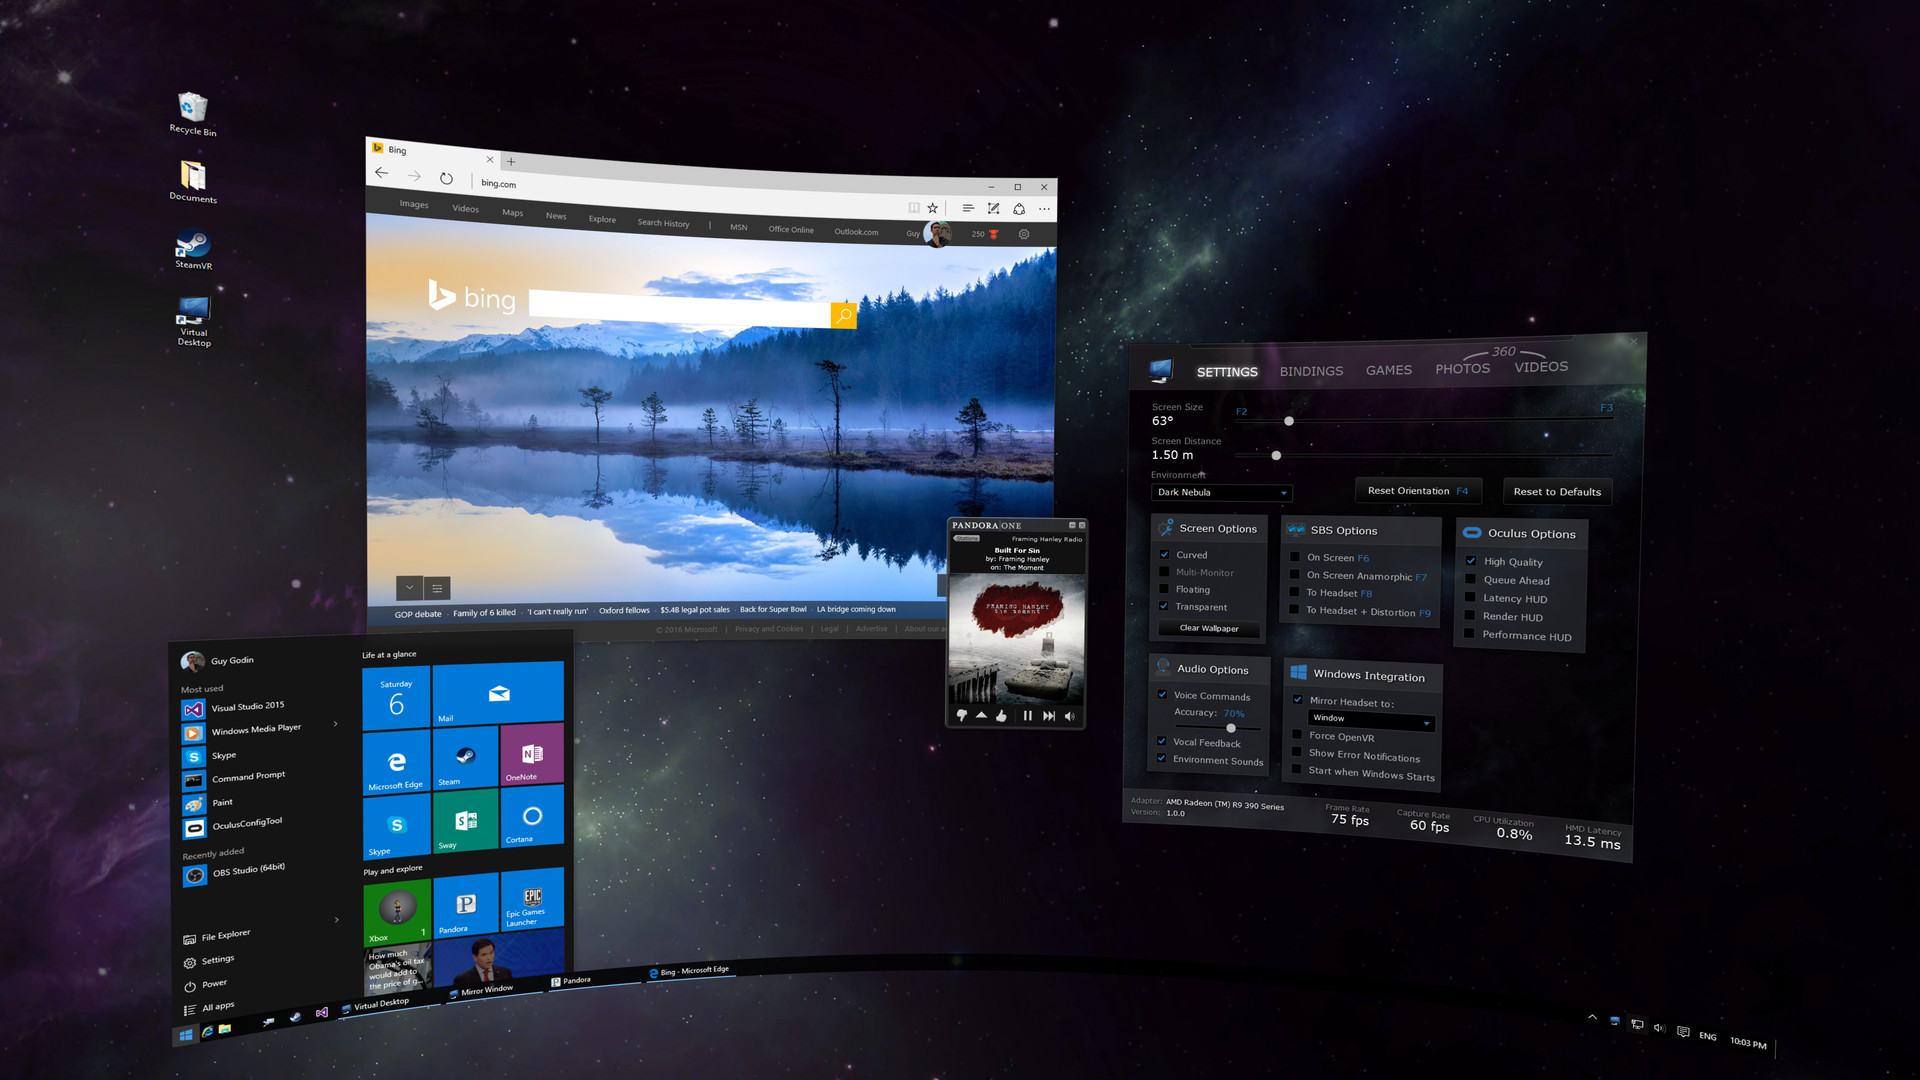 Recycle Bin
Documents
SteamVR
Virtual
Desktop
Bing
bing.com
Images Videos Maps News Explore Search History | MSN Office Online Outlook.com Guy 250
bing
GOP debate · Family of 6 killed · 'I can't really run' · Oxford fellows · $5.4B legal pot sales · Back for Super Bowl · LA bridge coming down
© 2016 Microsoft | Privacy and Cookies | Legal | Advertise | About our
PANDORA ONE
Stations
Framing Hanley Radio
Built For Sin
by: Framing Hanley
on: The Moment
FRAMING HANLEY
the moment
360
SETTINGS BINDINGS GAMES PHOTOS VIDEOS
Screen Size
63°
F2 F3
Screen Distance
1.50 m
Environment
Dark Nebula
Reset Orientation F4
Reset to Defaults
Screen Options
Curved
Multi-Monitor
Floating
Transparent
Clear Wallpaper
SBS Options
On Screen F6
On Screen Anamorphic F7
To Headset F8
To Headset + Distortion F9
Oculus Options
High Quality
Queue Ahead
Latency HUD
Render HUD
Performance HUD
Audio Options
Voice Commands
Accuracy: 70%
Vocal Feedback
Environment Sounds
Windows Integration
Mirror Headset to:
Window
Force OpenVR
Show Error Notifications
Start when Windows Starts
Adapter: AMD Radeon (TM) R9 390 Series
Version: 1.0.0
Frame Rate
75 fps
Capture Rate
60 fps
CPU Utilization
0.8%
HMD Latency
13.5 ms
Guy Godin
Most used
Visual Studio 2015
Windows Media Player
Skype
Command Prompt
Paint
OculusConfigTool
Recently added
OBS Studio (64bit)
File Explorer
Settings
Power
All apps
Life at a glance
Saturday
6
Mail
Microsoft Edge
Steam
OneNote
Skype
Sway
Cortana
Play and explore
Xbox 1
Pandora
EPIC
GAMES
Epic Games
Launcher
How much
Obama's oil tax
would add to
the price of g...
Virtual Desktop
Mirror Window
Pandora
Bing - Microsoft Edge
ENG
10:03 PM